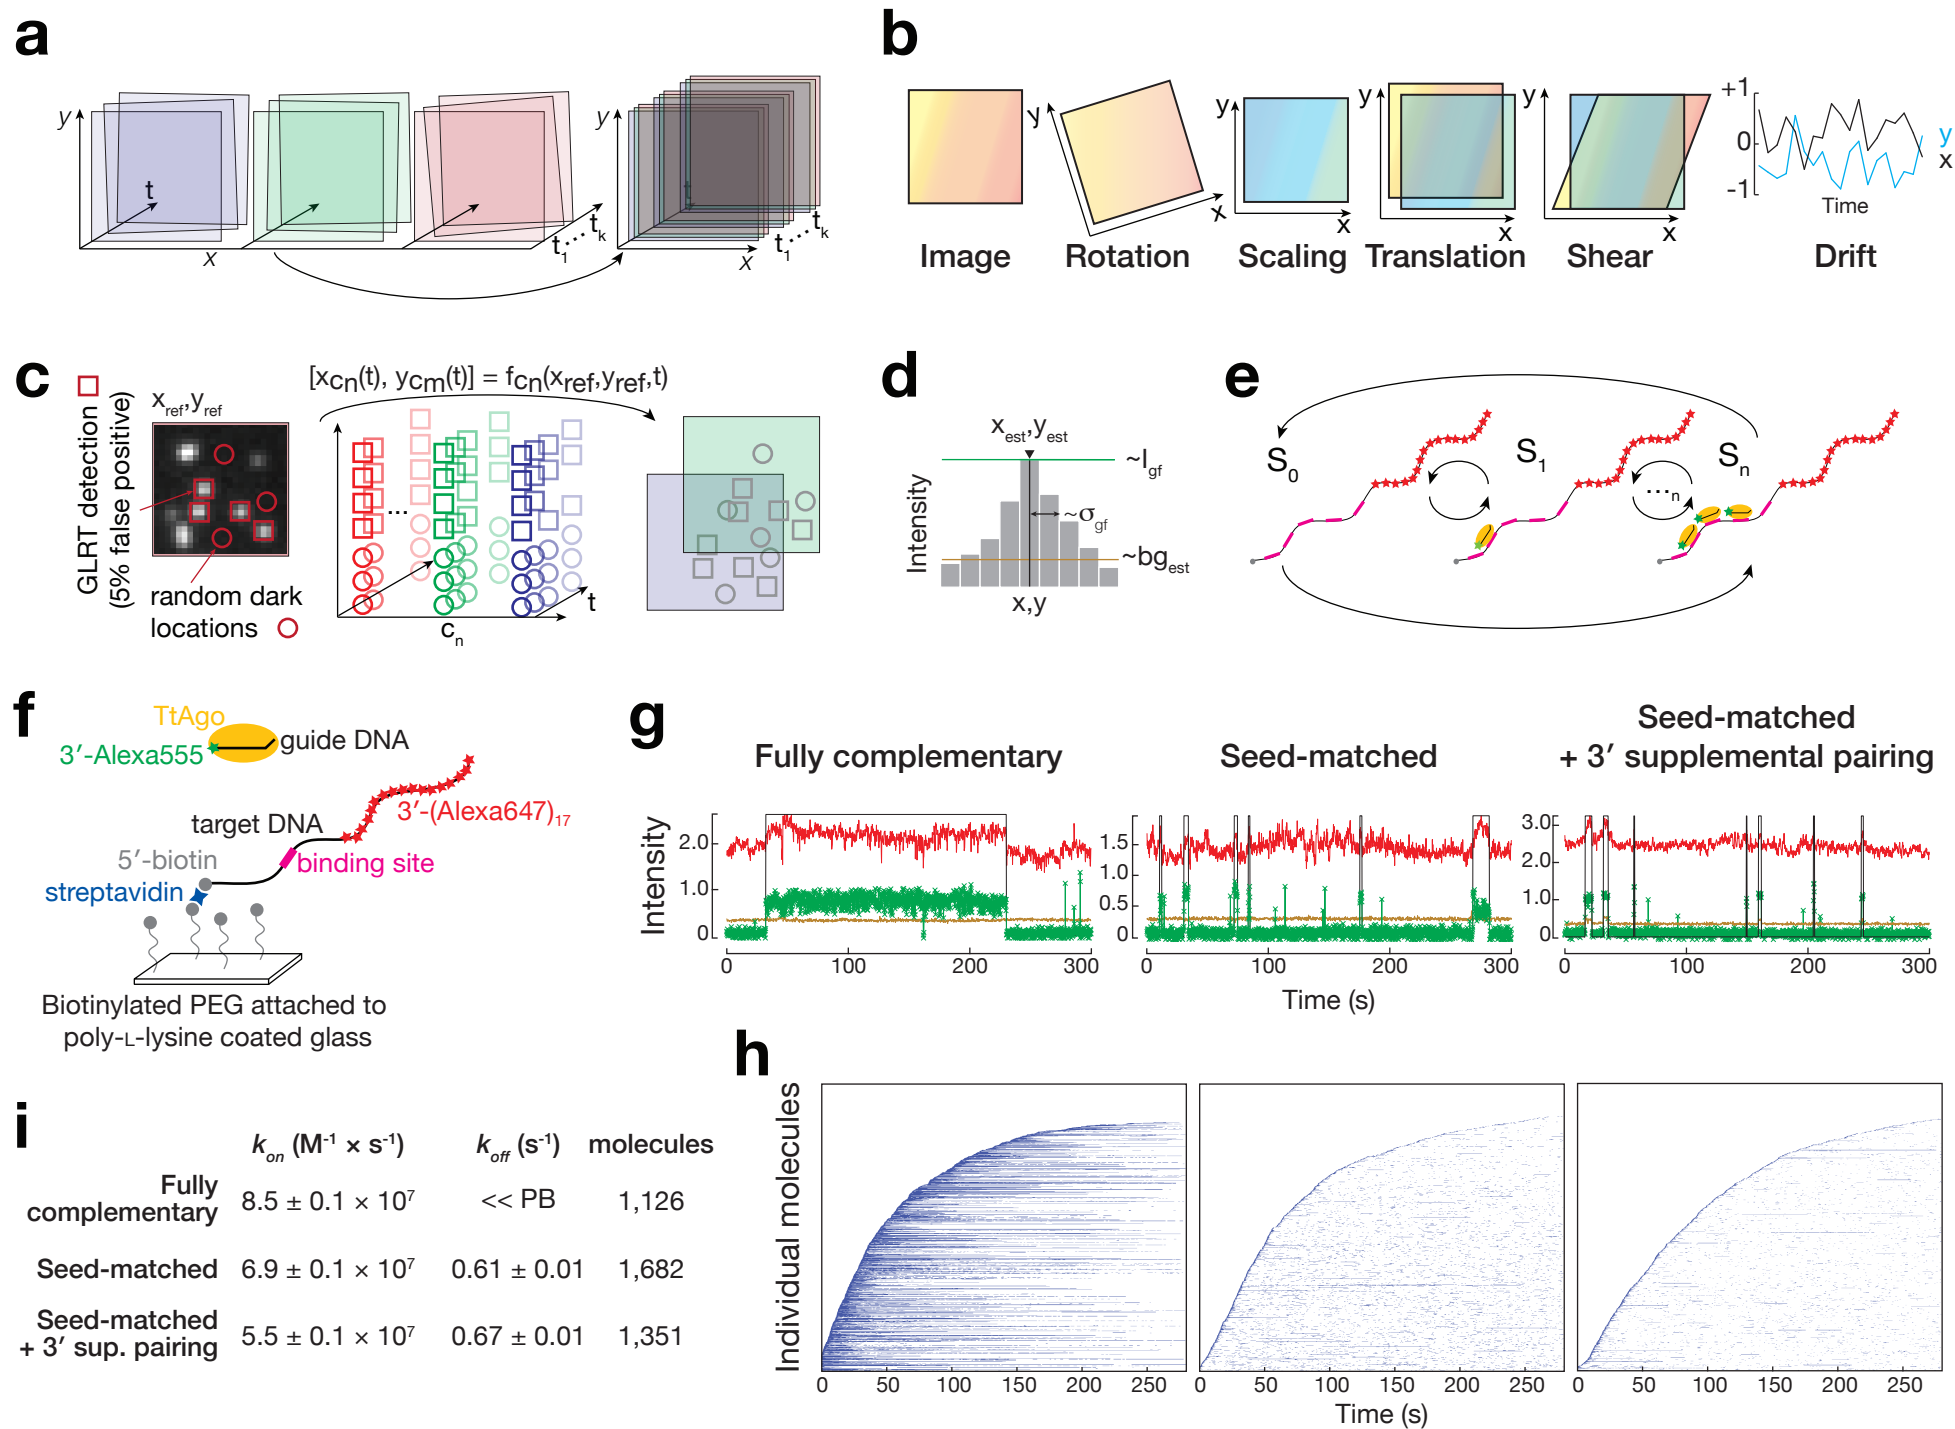 a
y
t
x
t1
tk
y
t
x
t1
tk
b
Image
y
x
Rotation
y
x
Scaling
y
x
Translation
y
x
Shear
+1
0
-1
y
x
Time
Drift
c
GLRT detection
(5% false positive)
xref,yref
random dark
locations
[xcn(t), ycm(t)] = fcn(xref,yref,t)
...
cn
t
d
xest,yest
Intensity
~Igf
~σgf
~bgest
x,y
e
S0
S1
Sn
...n
f
TtAgo
3′-Alexa555
guide DNA
3′-(Alexa647)17
target DNA
5′-biotin
binding site
streptavidin
Biotinylated PEG attached to
poly-L-lysine coated glass
g
Fully complementary
Seed-matched
Seed-matched
+ 3′ supplemental pairing
Intensity
2.0
1.0
0
0 100 200 300
1.5
1.0
0.5
0
0 100 200 300
3.0
2.0
1.0
0
0 100 200 300
Time (s)
h
Individual molecules
0 50 100 150 200 250
0 50 100 150 200 250
0 50 100 150 200 250
Time (s)
i
kon (M-1 × s-1) koff (s-1) molecules
Fully
complementary 8.5 ± 0.1 × 107 << PB 1,126
Seed-matched 6.9 ± 0.1 × 107 0.61 ± 0.01 1,682
Seed-matched
+ 3′ sup. pairing 5.5 ± 0.1 × 107 0.67 ± 0.01 1,351